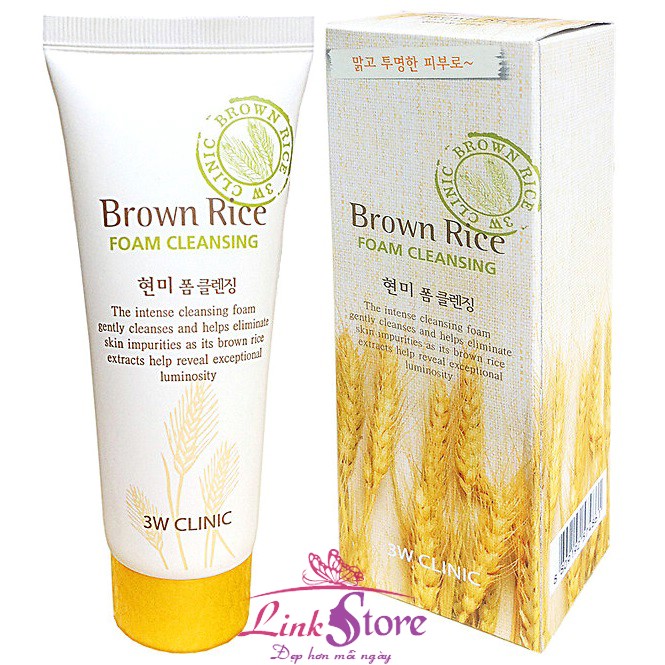 BROWN RICE 3W CLINIC
Brown Rice
FOAM CLEANSING
현미 폼 클렌징
The intense cleansing foam
gently cleanses and helps eliminate
skin impurities as its brown rice
extracts help reveal exceptional
luminosity
3W CLINIC
맑고 투명한 피부로~
BROWN RICE 3W CLINIC
Brown Rice
FOAM CLEANSING
현미 폼 클렌징
The intense cleansing foam
gently cleanses and helps eliminate
skin impurities as its brown rice
extracts help reveal exceptional
luminosity
3W CLINIC
Link Store
Đẹp hơn mỗi ngày